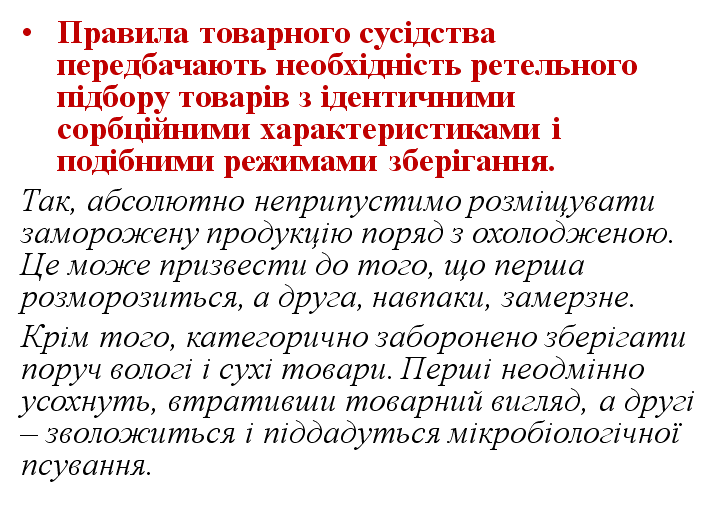 • Правила товарного сусідства
передбачають необхідність ретельного
підбору товарів з ідентичними
сорбційними характеристиками і
подібними режимами зберігання.
Так, абсолютно неприпустимо розміщувати
заморожену продукцію поряд з охолодженою.
Це може призвести до того, що перша
розморозиться, а друга, навпаки, замерзне.
Крім того, категорично заборонено зберігати
поруч вологі і сухі товари. Перші неодмінно
усохнуть, втративши товарний вигляд, а другі
– зволожиться і піддадуться мікробіологічної
псування.